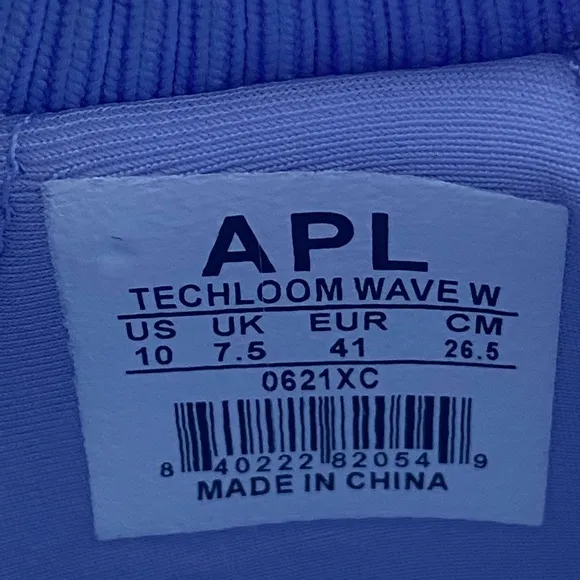 APL
TECHLOOM WAVE W
US UK EUR CM
10 7.5 41 26.5
0621XC
8 40222 82054 9
MADE IN CHINA